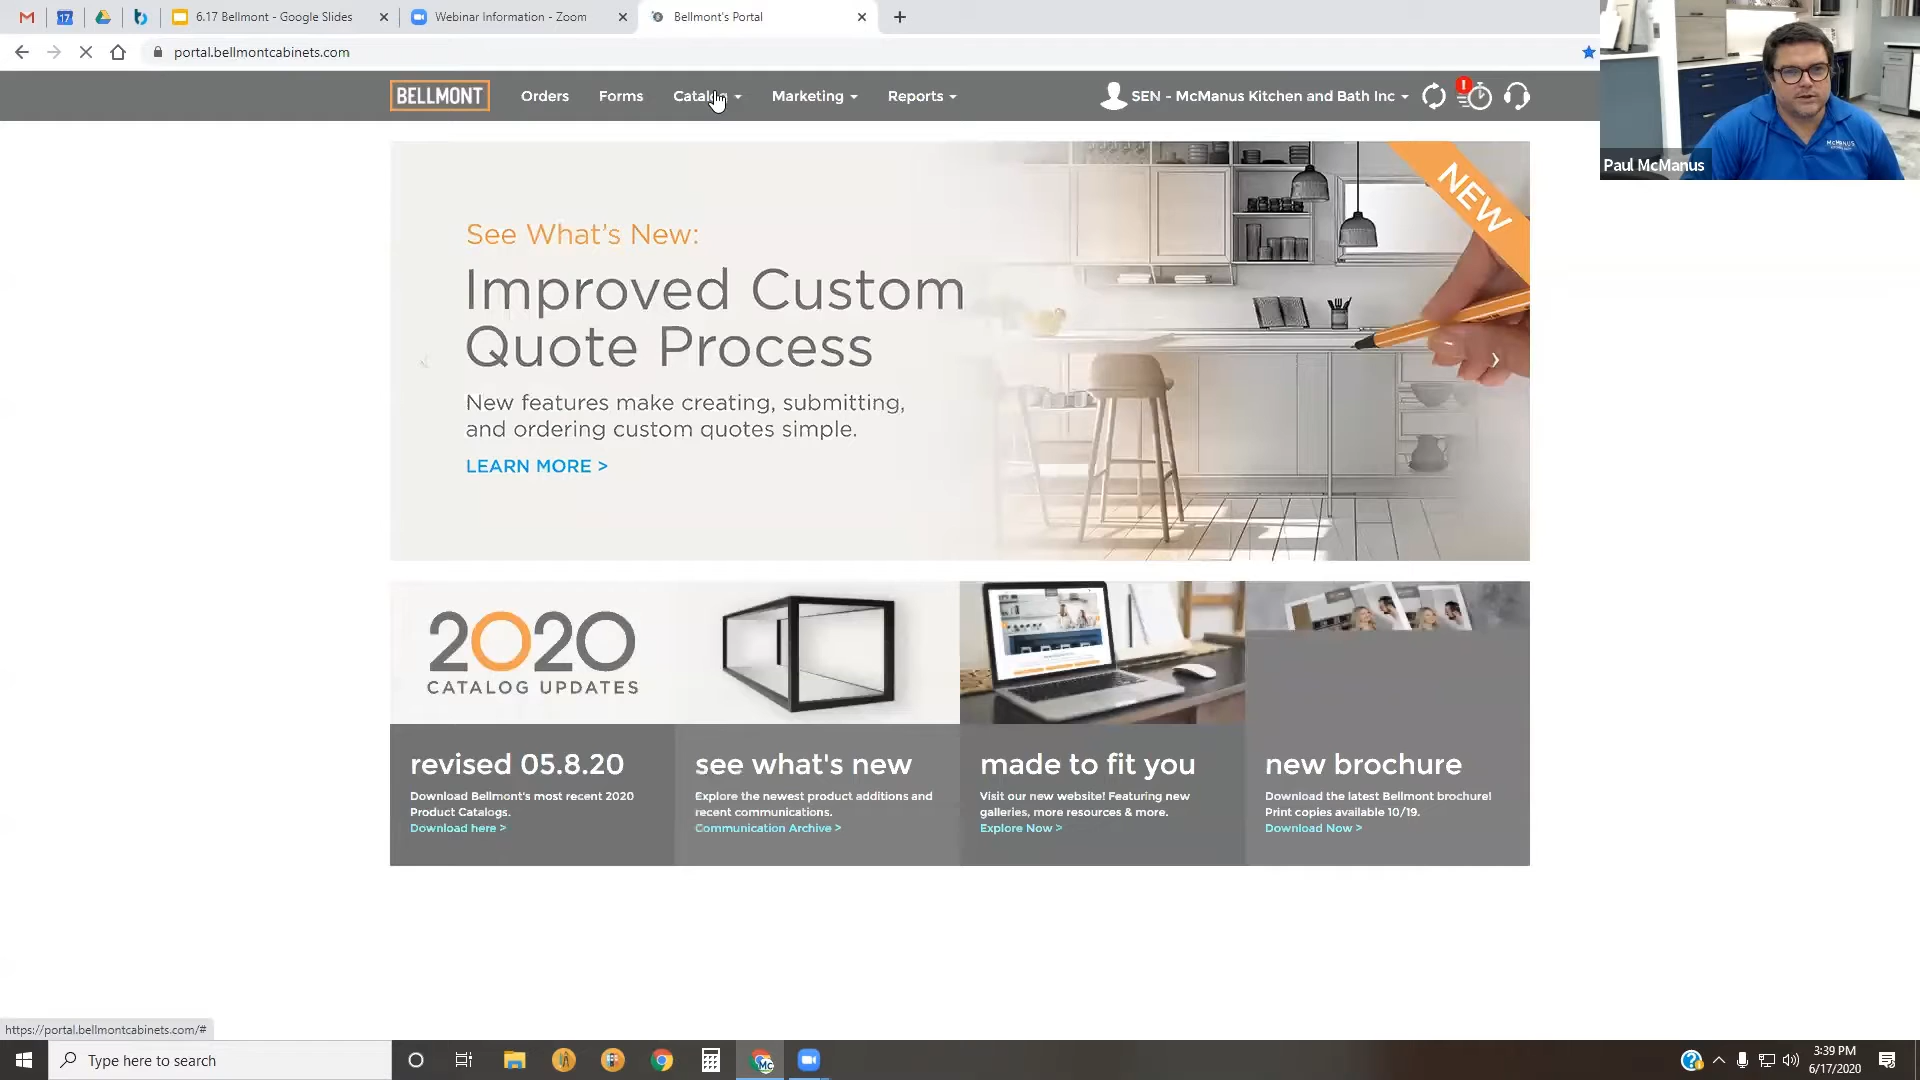 6.17 Bellmont - Google Slides
Webinar Information - Zoom
Bellmont's Portal
portal.bellmontcabinets.com
BELLMONT
Orders
Forms
Marketing
Reports
SEN - McManus Kitchen and Bath Inc
!
Paul McManus
NEW
See What's New:
Improved Custom
Quote Process
New features make creating, submitting,
and ordering custom quotes simple.
LEARN MORE >
2020
CATALOG UPDATES
revised 05.8.20
Download Bellmont's most recent 2020
Product Catalogs.
Download here >
see what's new
Explore the newest product additions and
recent communications.
Communication Archive >
made to fit you
Visit our new website! Featuring new
galleries, more resources & more.
Explore Now >
new brochure
Download the latest Bellmont brochure!
Print copies available 10/19.
Download Now >
https://portal.bellmontcabinets.com/#
Type here to search
3:39 PM
6/17/2020